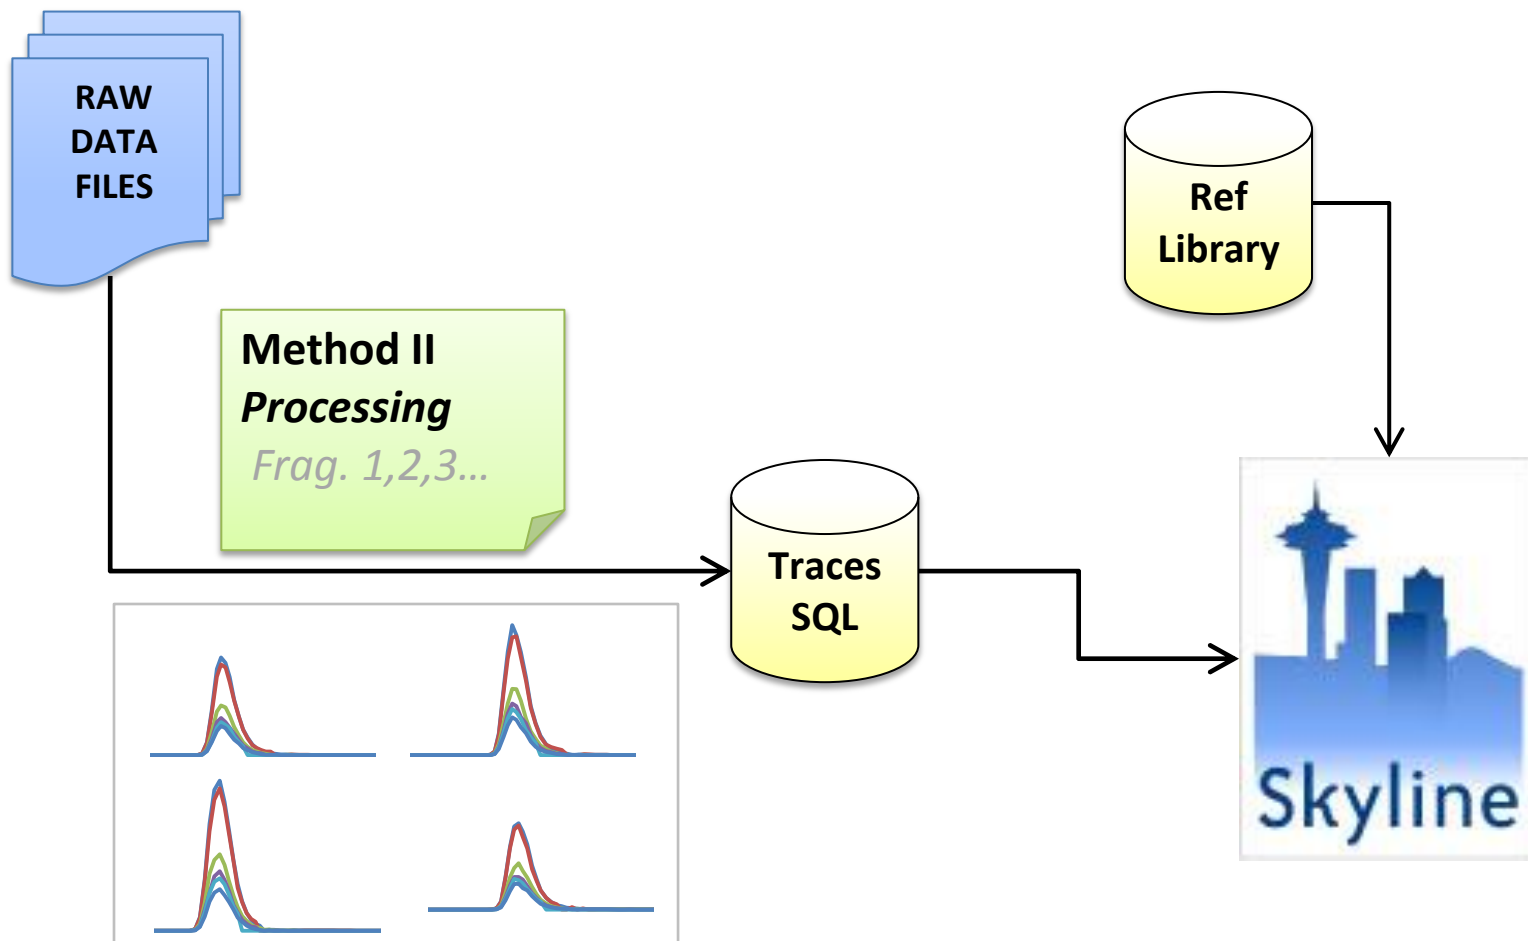 RAW
DATA
FILES
Ref
Library
Method II
Processing
Frag. 1,2,3...
Traces
SQL
Skyline